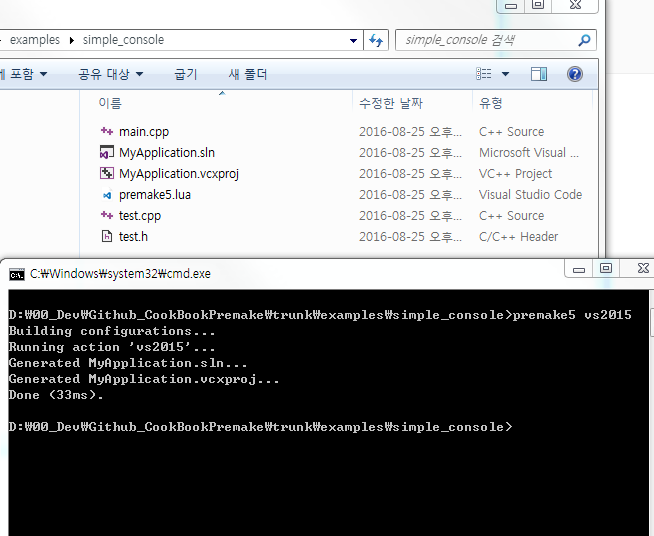 examples ▸ simple_console
simple_console 검색
에 포함 ▼ 공유 대상 ▼ 굽기 새 폴더
이름 수정한 날짜 유형
main.cpp 2016-08-25 오후... C++ Source
MyApplication.sln 2016-08-25 오후... Microsoft Visual ...
MyApplication.vcxproj 2016-08-25 오후... VC++ Project
premake5.lua 2016-08-25 오후... Visual Studio Code
test.cpp 2016-08-25 오후... C++ Source
test.h 2016-08-25 오후... C/C++ Header
C:₩Windows₩system32₩cmd.exe
D:₩00_Dev₩Github_CookBookPremake₩trunk₩examples₩simple_console>premake5 vs2015
Building configurations...
Running action 'vs2015'...
Generated MyApplication.sln...
Generated MyApplication.vcxproj...
Done (33ms).
D:₩00_Dev₩Github_CookBookPremake₩trunk₩examples₩simple_console>